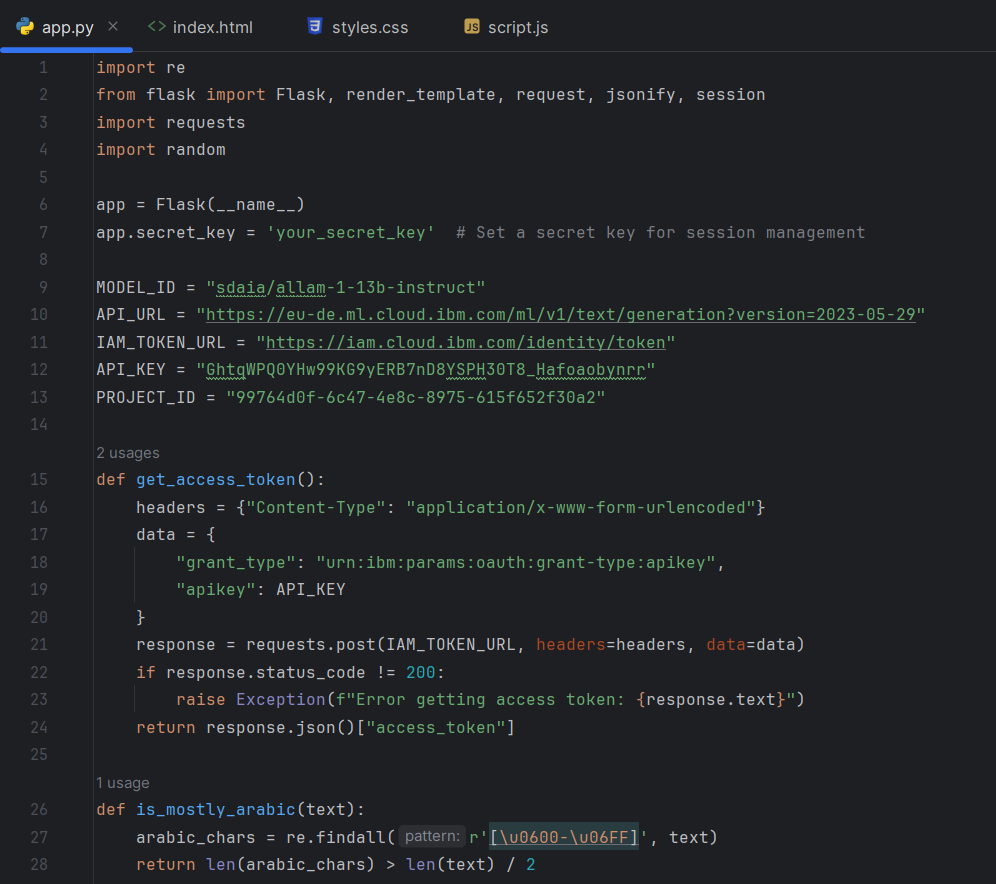 app.py × <> index.html styles.css JS script.js
1 import re
2 from flask import Flask, render_template, request, jsonify, session
3 import requests
4 import random
5
6 app = Flask(__name__)
7 app.secret_key = 'your_secret_key'  # Set a secret key for session management
8
9 MODEL_ID = "sdaia/allam-1-13b-instruct"
10 API_URL = "https://eu-de.ml.cloud.ibm.com/ml/v1/text/generation?version=2023-05-29"
11 IAM_TOKEN_URL = "https://iam.cloud.ibm.com/identity/token"
12 API_KEY = "GhtqWPQ0YHw99KG9yERB7nD8YSPH30T8_Hafoaobynrr"
13 PROJECT_ID = "99764d0f-6c47-4e8c-8975-615f652f30a2"
14
2 usages
15 def get_access_token():
16     headers = {"Content-Type": "application/x-www-form-urlencoded"}
17     data = {
18         "grant_type": "urn:ibm:params:oauth:grant-type:apikey",
19         "apikey": API_KEY
20     }
21     response = requests.post(IAM_TOKEN_URL, headers=headers, data=data)
22     if response.status_code != 200:
23         raise Exception(f"Error getting access token: {response.text}")
24     return response.json()["access_token"]
25
1 usage
26 def is_mostly_arabic(text):
27     arabic_chars = re.findall( pattern: r'[\u0600-\u06FF]', text)
28     return len(arabic_chars) > len(text) / 2